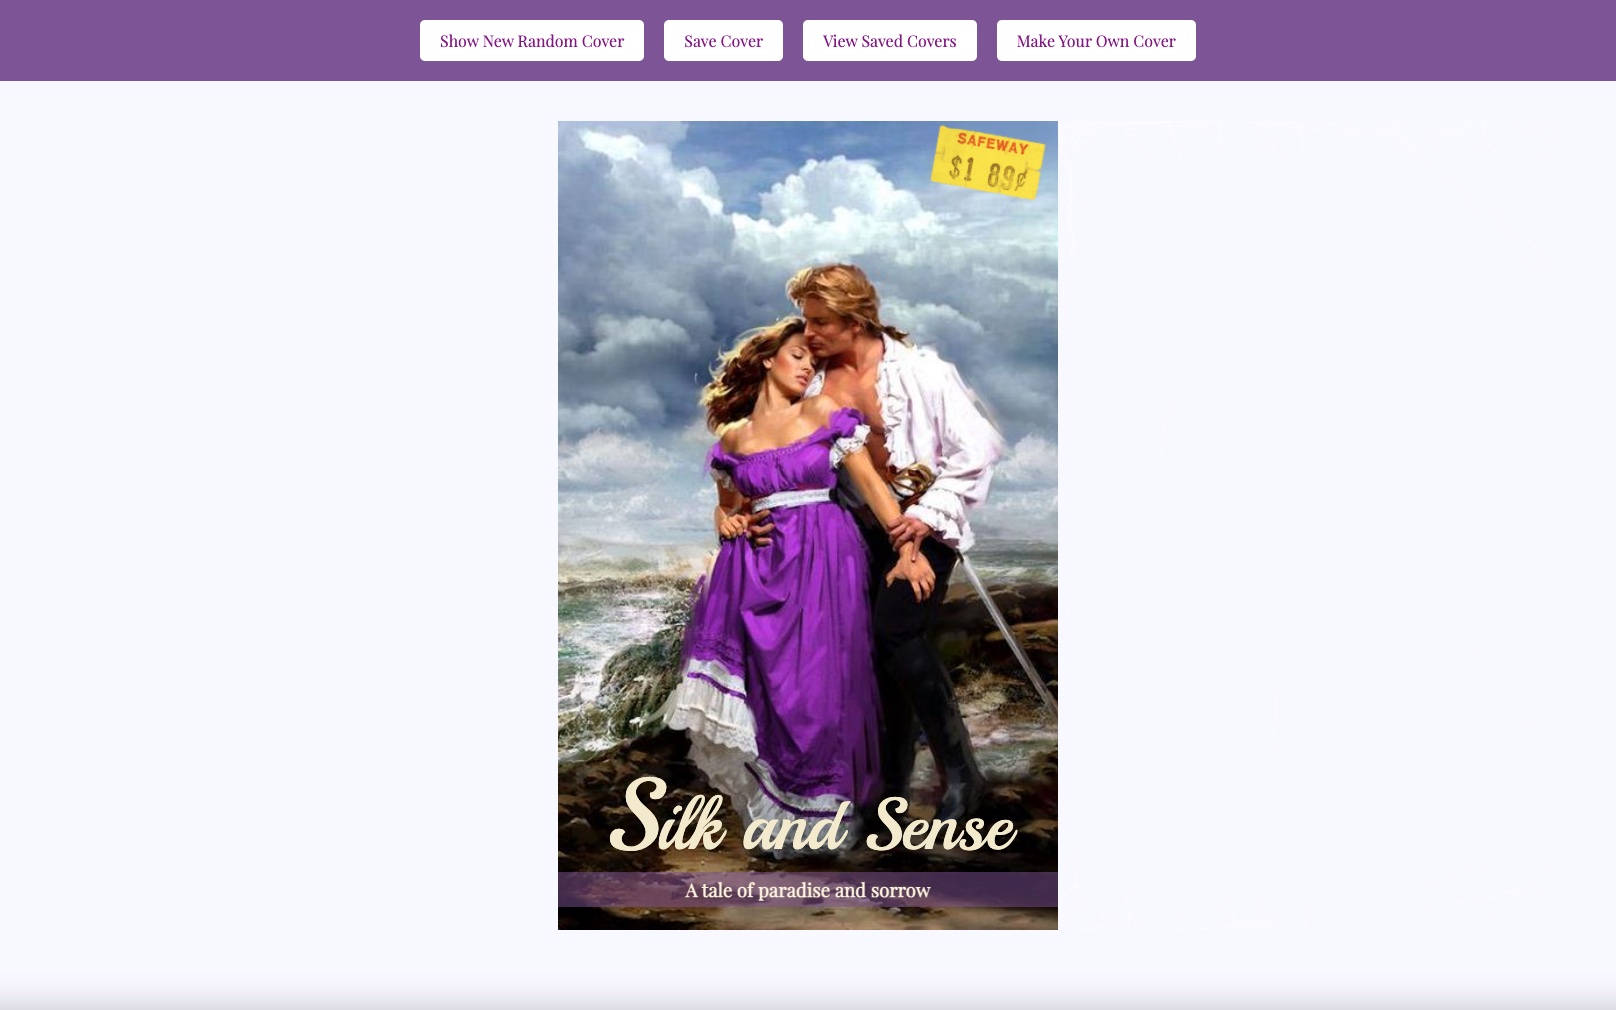 Show New Random Cover
Save Cover
View Saved Covers
Make Your Own Cover
SAFEWAY
$1 89¢
Silk and Sense
A tale of paradise and sorrow